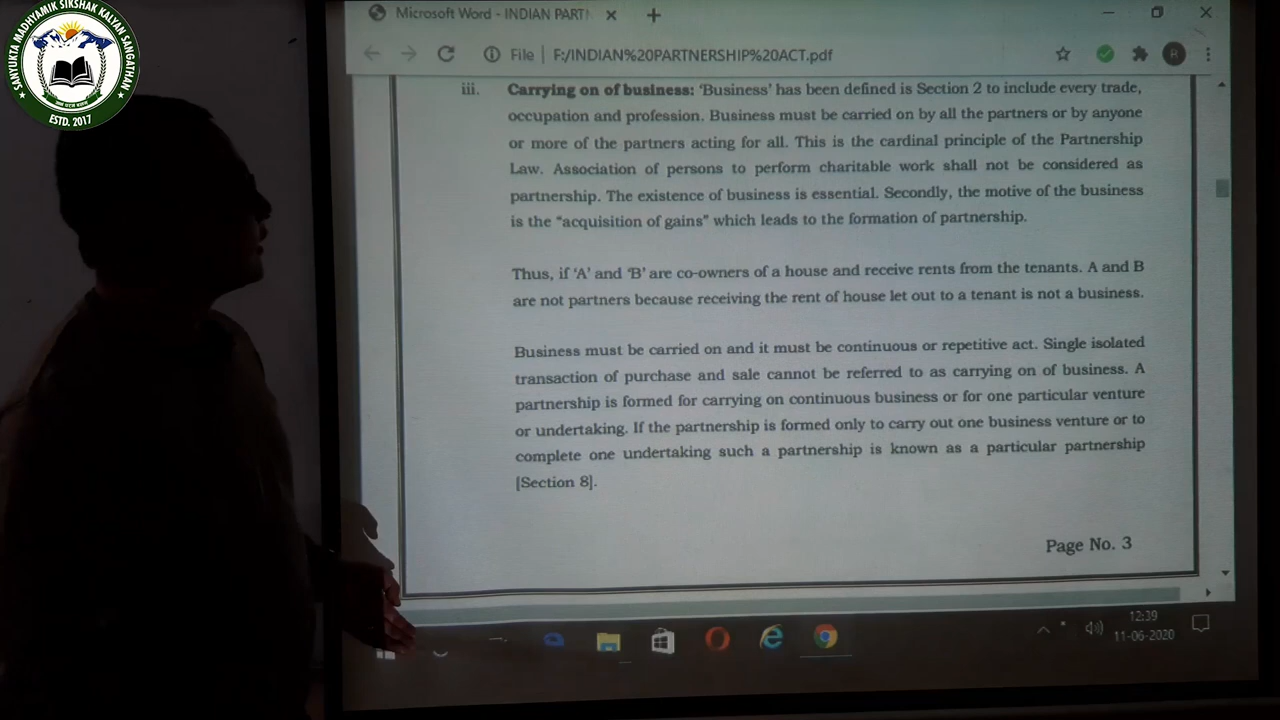 SANYUKTA MADHYAMIK SIKSHAK KALYAN SANGATHAN
ESTD. 2017
Microsoft Word - INDIAN PARTN
File | F:/INDIAN%20PARTNERSHIP%20ACT.pdf
iii. Carrying on of business: 'Business' has been defined is Section 2 to include every trade,
occupation and profession. Business must be carried on by all the partners or by anyone
or more of the partners acting for all. This is the cardinal principle of the Partnership
Law. Association of persons to perform charitable work shall not be considered as
partnership. The existence of business is essential. Secondly, the motive of the business
is the "acquisition of gains" which leads to the formation of partnership.
Thus, if 'A' and 'B' are co-owners of a house and receive rents from the tenants. A and B
are not partners because receiving the rent of house let out to a tenant is not a business.
Business must be carried on and it must be continuous or repetitive act. Single isolated
transaction of purchase and sale cannot be referred to as carrying on of business. A
partnership is formed for carrying on continuous business or for one particular venture
or undertaking. If the partnership is formed only to carry out one business venture or to
complete one undertaking such a partnership is known as a particular partnership
[Section 8].
Page No. 3
12:39
11-06-2020